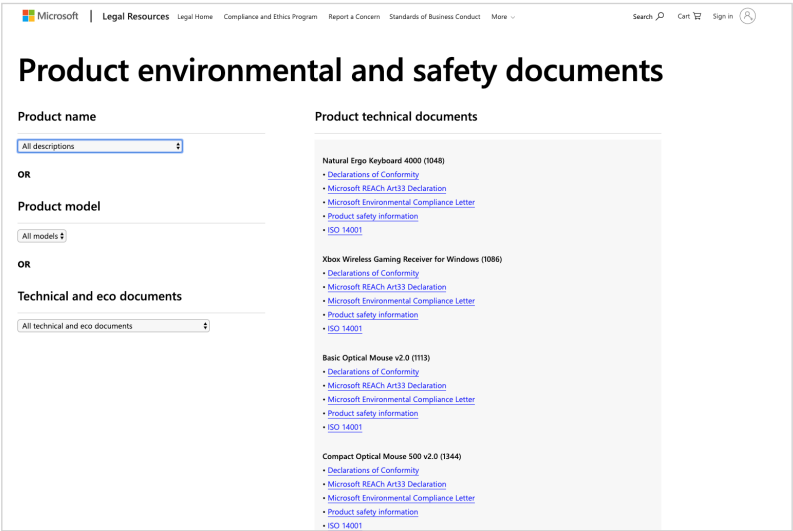 Microsoft | Legal Resources Legal Home Compliance and Ethics Program Report a Concern Standards of Business Conduct More Search Cart Sign in
Product environmental and safety documents
Product name
All descriptions
OR
Product model
All models
OR
Technical and eco documents
All technical and eco documents
Product technical documents
Natural Ergo Keyboard 4000 (1048)
• Declarations of Conformity
• Microsoft REACh Art33 Declaration
• Microsoft Environmental Compliance Letter
• Product safety information
• ISO 14001
Xbox Wireless Gaming Receiver for Windows (1086)
• Declarations of Conformity
• Microsoft REACh Art33 Declaration
• Microsoft Environmental Compliance Letter
• Product safety information
• ISO 14001
Basic Optical Mouse v2.0 (1113)
• Declarations of Conformity
• Microsoft REACh Art33 Declaration
• Microsoft Environmental Compliance Letter
• Product safety information
• ISO 14001
Compact Optical Mouse 500 v2.0 (1344)
• Declarations of Conformity
• Microsoft REACh Art33 Declaration
• Microsoft Environmental Compliance Letter
• Product safety information
• ISO 14001